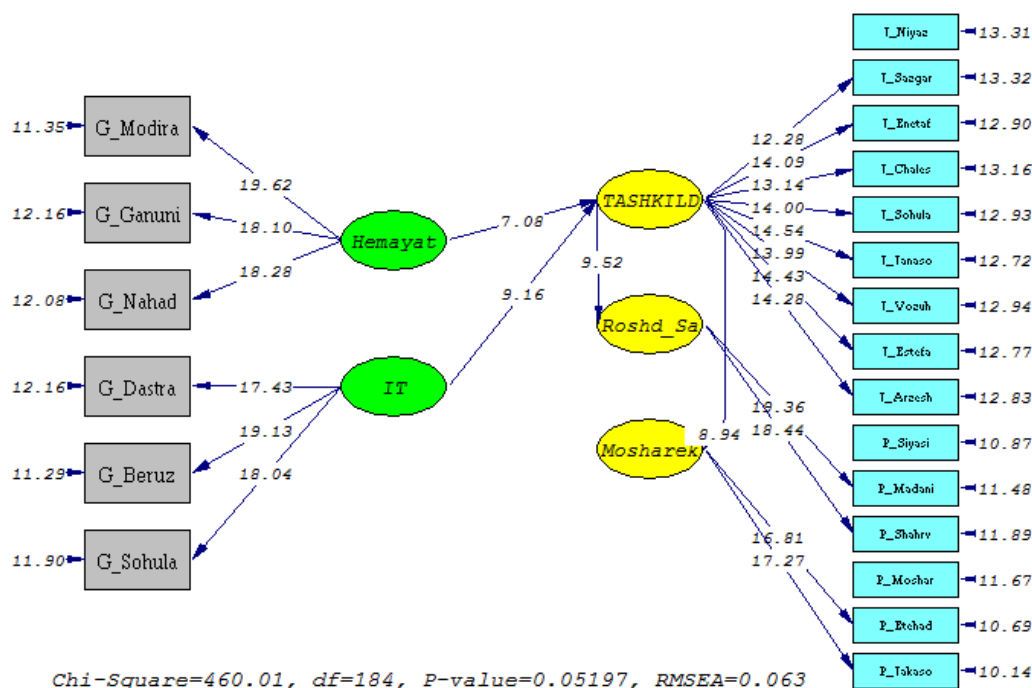 11.35 G_Modira
12.16 G_Ganuni
12.08 G_Nahad
12.16 G_Dastra
11.29 G_Beruz
11.90 G_Sohula
19.62
18.10
18.28
17.43
19.13
18.04
Hemayat
IT
7.08
9.16
TASHKILD
9.52
Roshd_Sa
Mosharek
8.94
12.28
14.09
13.14
14.00
14.54
13.99
14.43
14.28
19.36
18.44
16.81
17.27
I_Niyaz 13.31
I_Sazgar 13.32
I_Enetaf 12.90
I_Chales 13.16
I_Sohula 12.93
I_Janaso 12.72
I_Vozuh 12.94
I_Estefa 12.77
I_Arzesh 12.83
P_Siyasi 10.87
P_Madani 11.48
P_Shahrv 11.89
P_Moshar 11.67
P_Etehad 10.69
P_Jakaso 10.14
Chi-Square=460.01, df=184, P-value=0.05197, RMSEA=0.063